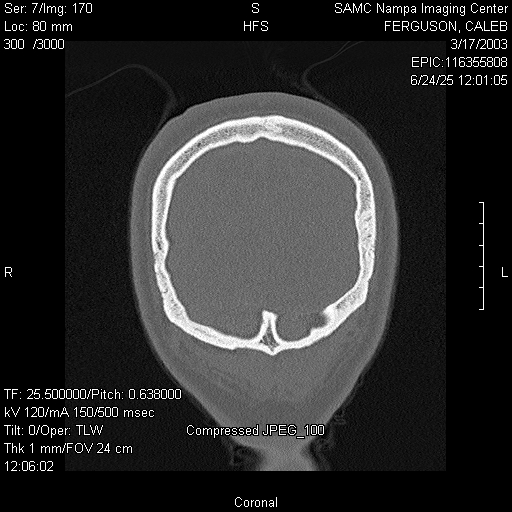 Ser: 7/Img: 170
S
SAMC Nampa Imaging Center
Loc: 80 mm
HFS
FERGUSON, CALEB
300 /3000
3/17/2003
EPIC:116355808
6/24/25 12:01:05
R
L
TF: 25.500000/Pitch: 0.638000
kV 120/mA 150/500 msec
Tilt: 0/Oper: TLW
Compressed JPEG_100
Thk 1 mm/FOV 24 cm
12:06:02
Coronal